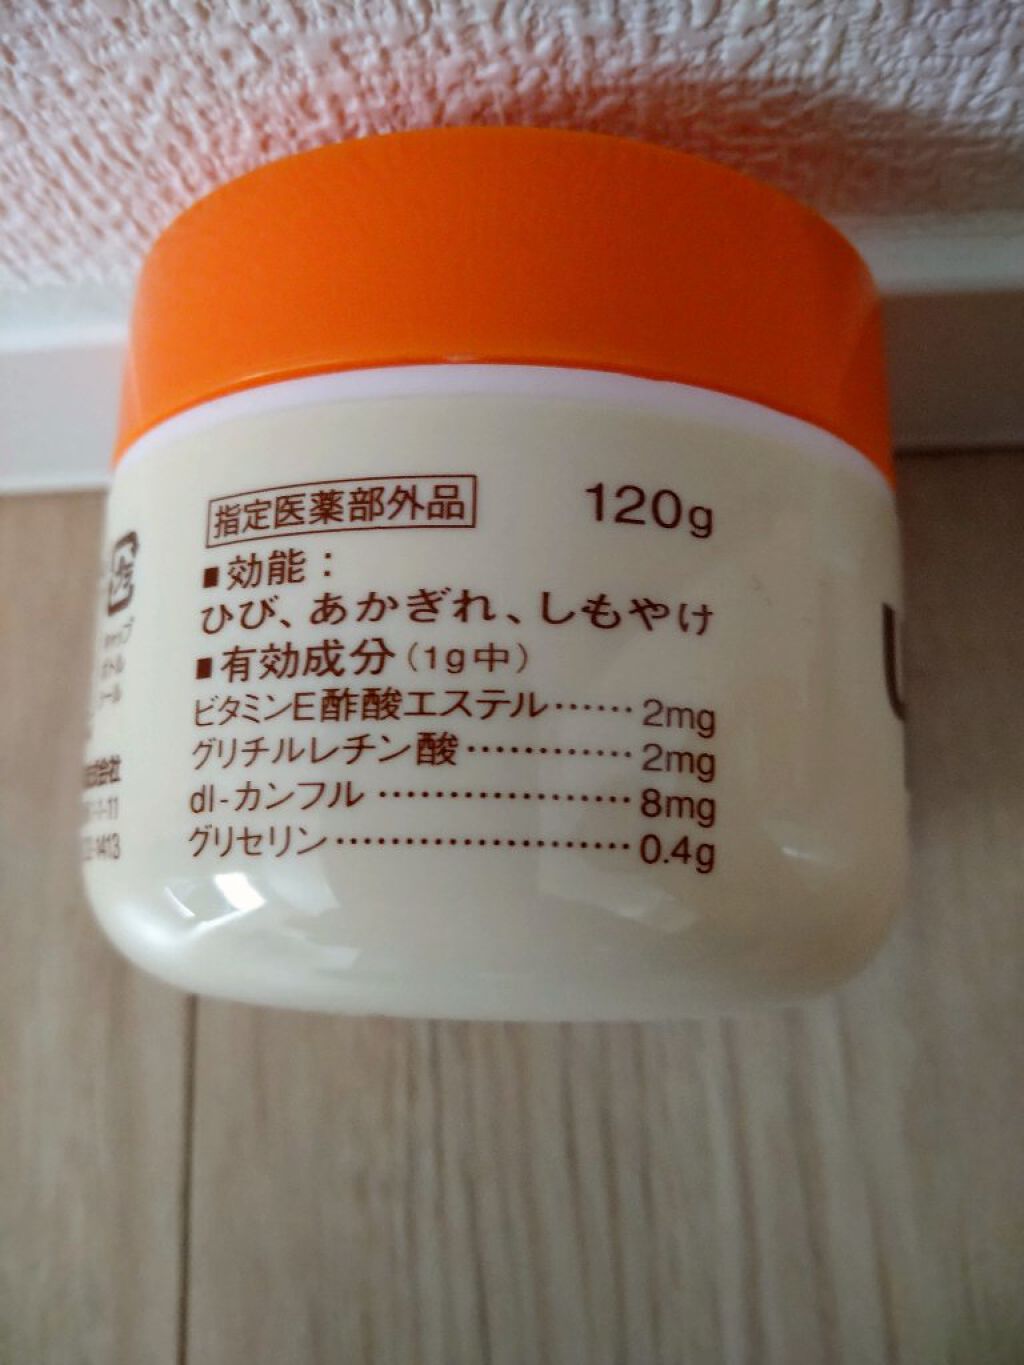 指定医薬部外品 120g
■効能：
ひび、あかぎれ、しもやけ
■有効成分（1g中）
ビタミンE酢酸エステル……2mg
グリチルレチン酸…………2mg
dl-カンフル………………8mg
グリセリン…………………0.4g